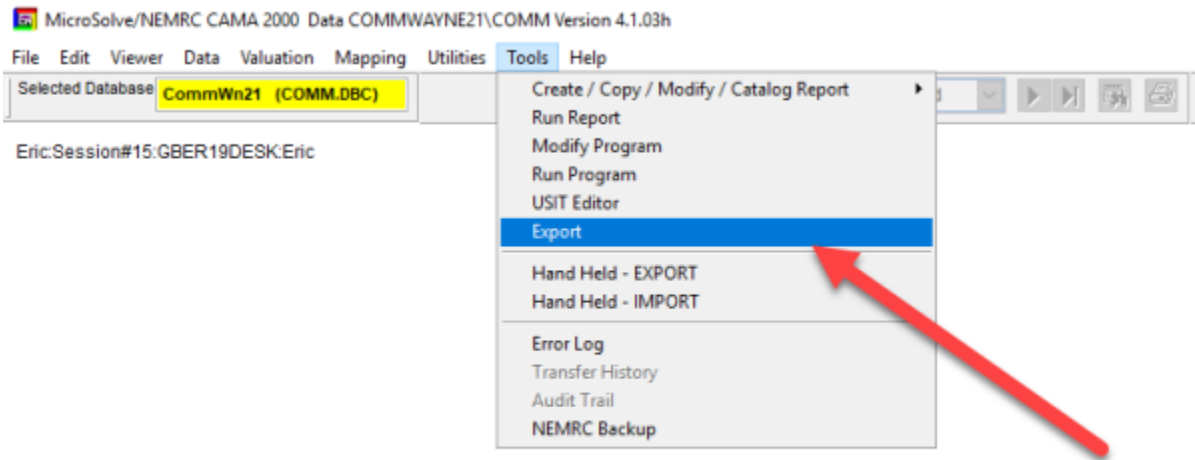 MicroSolve/NEMRC CAMA 2000 Data COMMWAYNE21\COMM Version 4.1.03h
File Edit Viewer Data Valuation Mapping Utilities Tools Help
Selected Database CommWn21 (COMM.DBC)
Create / Copy / Modify / Catalog Report
Run Report
Modify Program
Run Program
USIT Editor
Export
Hand Held - EXPORT
Hand Held - IMPORT
Error Log
Transfer History
Audit Trail
NEMRC Backup
Eric:Session#15:GBER19DESK:Eric